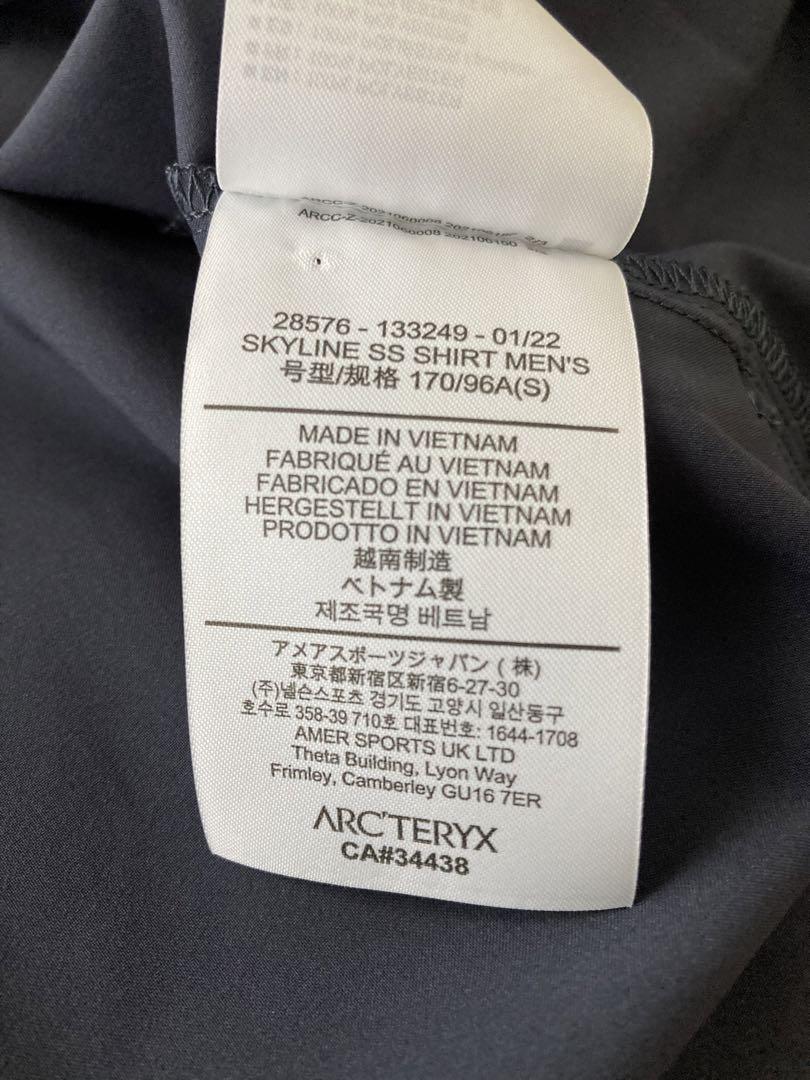 28576 - 133249 - 01/22
SKYLINE SS SHIRT MEN'S
号型/规格 170/96A(S)
MADE IN VIETNAM
FABRIQUÉ AU VIETNAM
FABRICADO EN VIETNAM
HERGESTELLT IN VIETNAM
PRODOTTO IN VIETNAM
越南制造
ベトナム製
제조국명 베트남
アメアスポーツジャパン (株)
東京都新宿区新宿6-27-30
(주)넬슨스포츠 경기도 고양시 일산동구
호수로 358-39 710호 대표번호: 1644-1708
AMER SPORTS UK LTD
Theta Building, Lyon Way
Frimley, Camberley GU16 7ER
ARC'TERYX
CA#34438